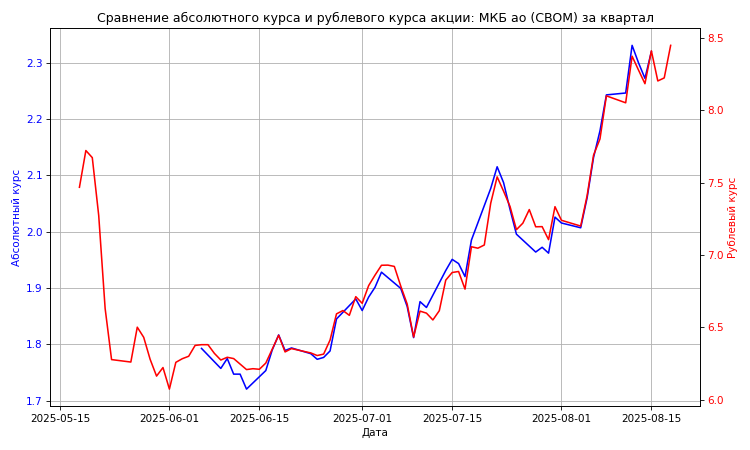 Сравнение абсолютного курса и рублевого курса акции: МКБ ао (CBOM) за квартал
Абсолютный курс
2.3
2.2
2.1
2.0
1.9
1.8
1.7
8.5
8.0
7.5
7.0
6.5
6.0
Рублевый курс
2025-05-15 2025-06-01 2025-06-15 2025-07-01 2025-07-15 2025-08-01 2025-08-15
Дата